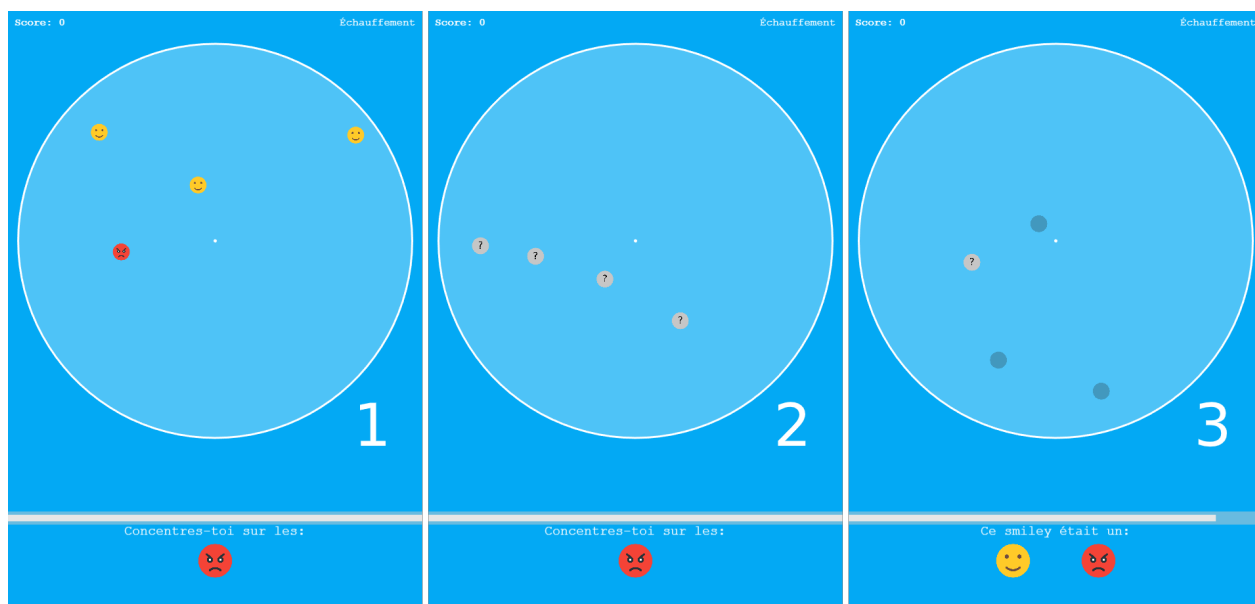 Score: 0
Échauffement
1
Concentres-toi sur les:
Score: 0
Échauffement
?
?
?
?
2
Concentres-toi sur les:
Score: 0
Échauffement
?
3
Ce smiley était un: